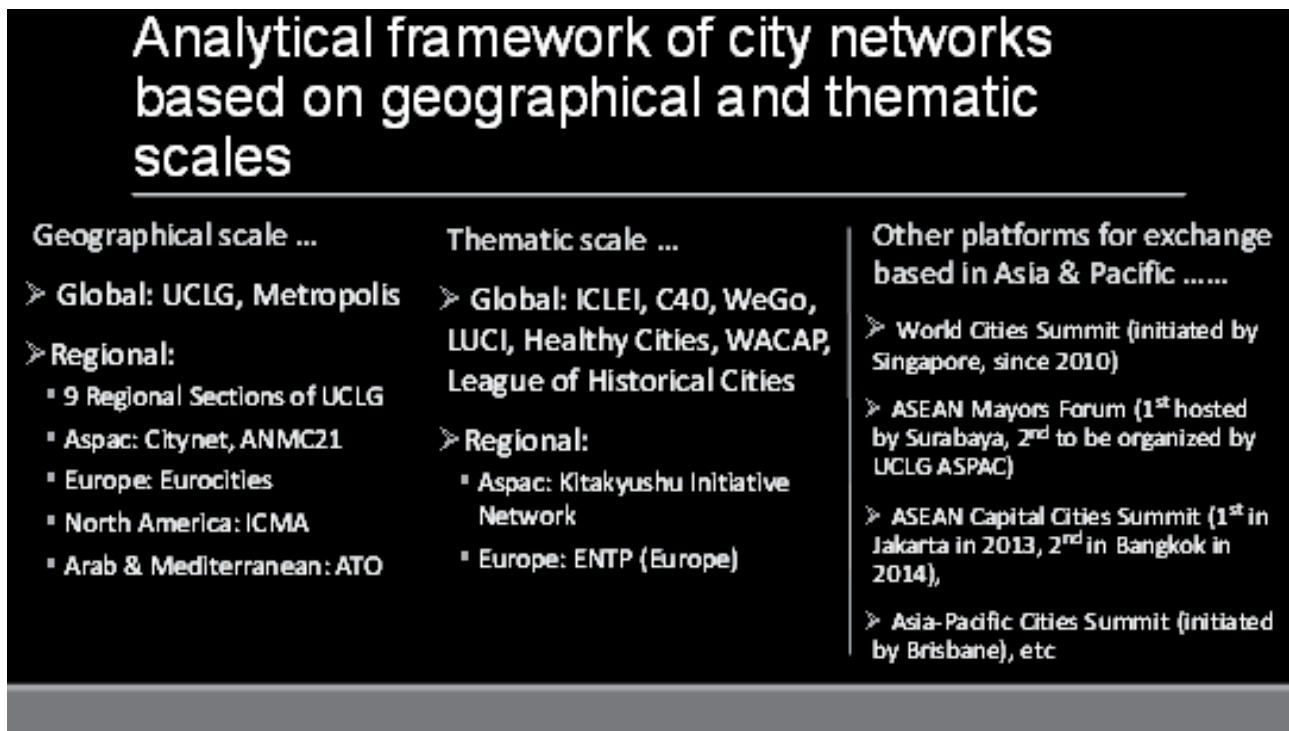 Analytical framework of city networks
based on geographical and thematic
scales
Geographical scale ...
➢ Global: UCLG, Metropolis
➢ Regional:
▪ 9 Regional Sections of UCLG
▪ Aspac: Citynet, ANMC21
▪ Europe: Eurocities
▪ North America: ICMA
▪ Arab & Mediterranean: ATO
Thematic scale ...
➢ Global: ICLEI, C40, WeGo,
LUCI, Healthy Cities, WACAP,
League of Historical Cities
➢ Regional:
▪ Aspac: Kitakyushu Initiative
Network
▪ Europe: ENTP (Europe)
Other platforms for exchange
based in Asia & Pacific ......
➢ World Cities Summit (initiated by
Singapore, since 2010)
➢ ASEAN Mayors Forum (1st hosted
by Surabaya, 2nd to be organized by
UCLG ASPAC)
➢ ASEAN Capital Cities Summit (1st in
Jakarta in 2013, 2nd in Bangkok in
2014),
➢ Asia-Pacific Cities Summit (initiated
by Brisbane), etc